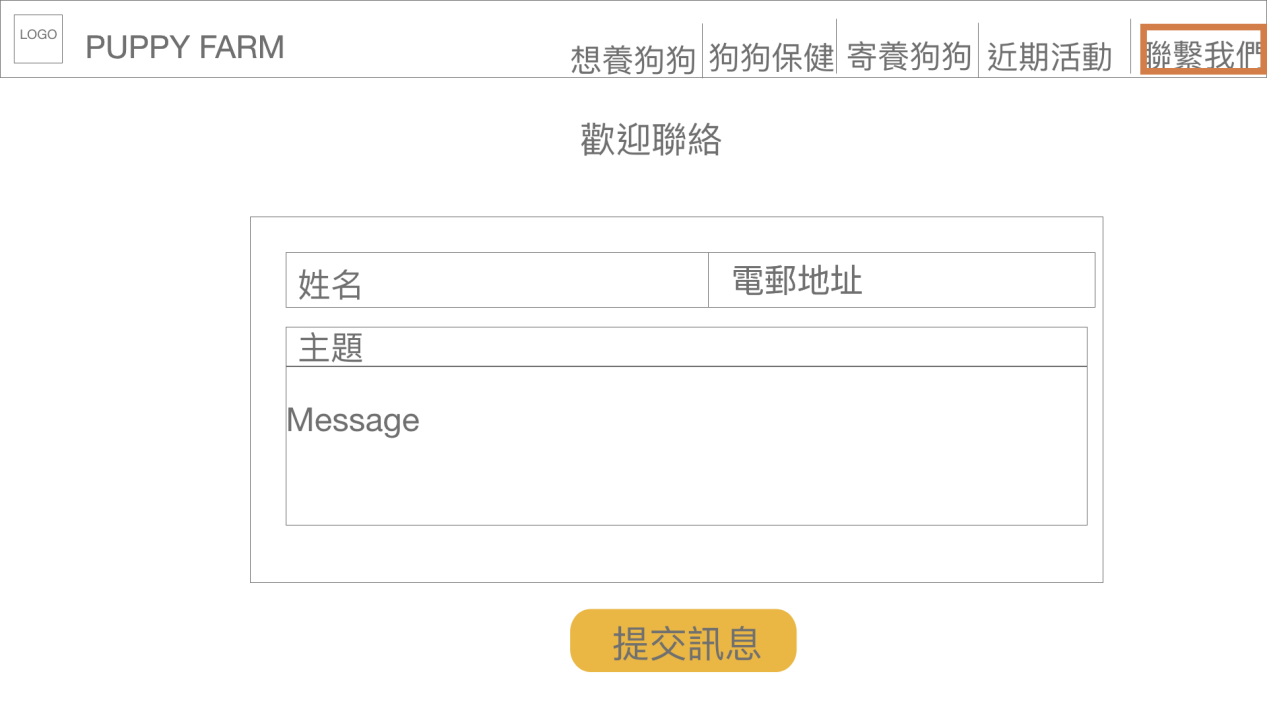 LOGO
PUPPY FARM
想養狗狗
狗狗保健
寄養狗狗
近期活動
聯繫我們
歡迎聯絡
姓名
電郵地址
主題
Message
提交訊息